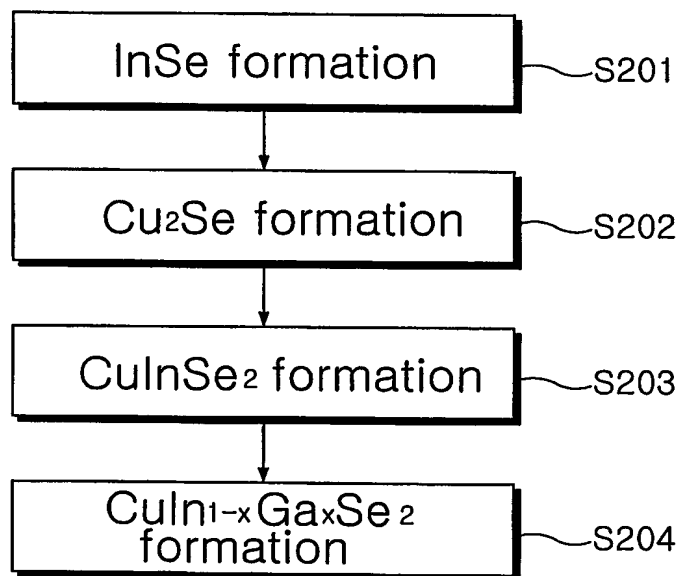 InSe formation
S201
Cu₂Se formation
S202
CuInSe₂ formation
S203
CuIn₁₋ₓGaₓSe₂
formation
S204